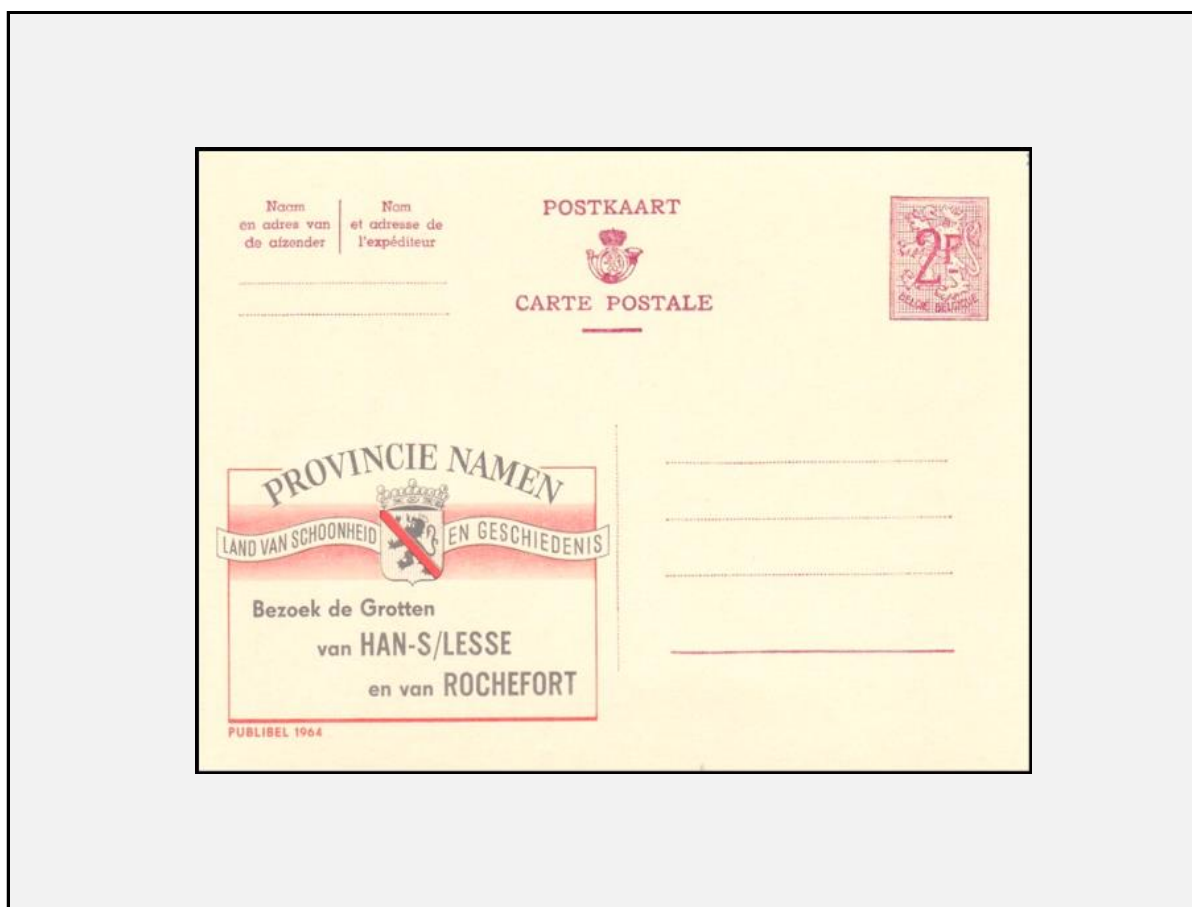 Naam
en adres van
de afzender
Nom
et adresse de
l'expéditeur
POSTKAART
CARTE POSTALE
2F
BELGIE BELGIQUE
PROVINCIE NAMEN
LAND VAN SCHOONHEID EN GESCHIEDENIS
Bezoek de Grotten
van HAN-S/LESSE
en van ROCHEFORT
PUBLIBEL 1964